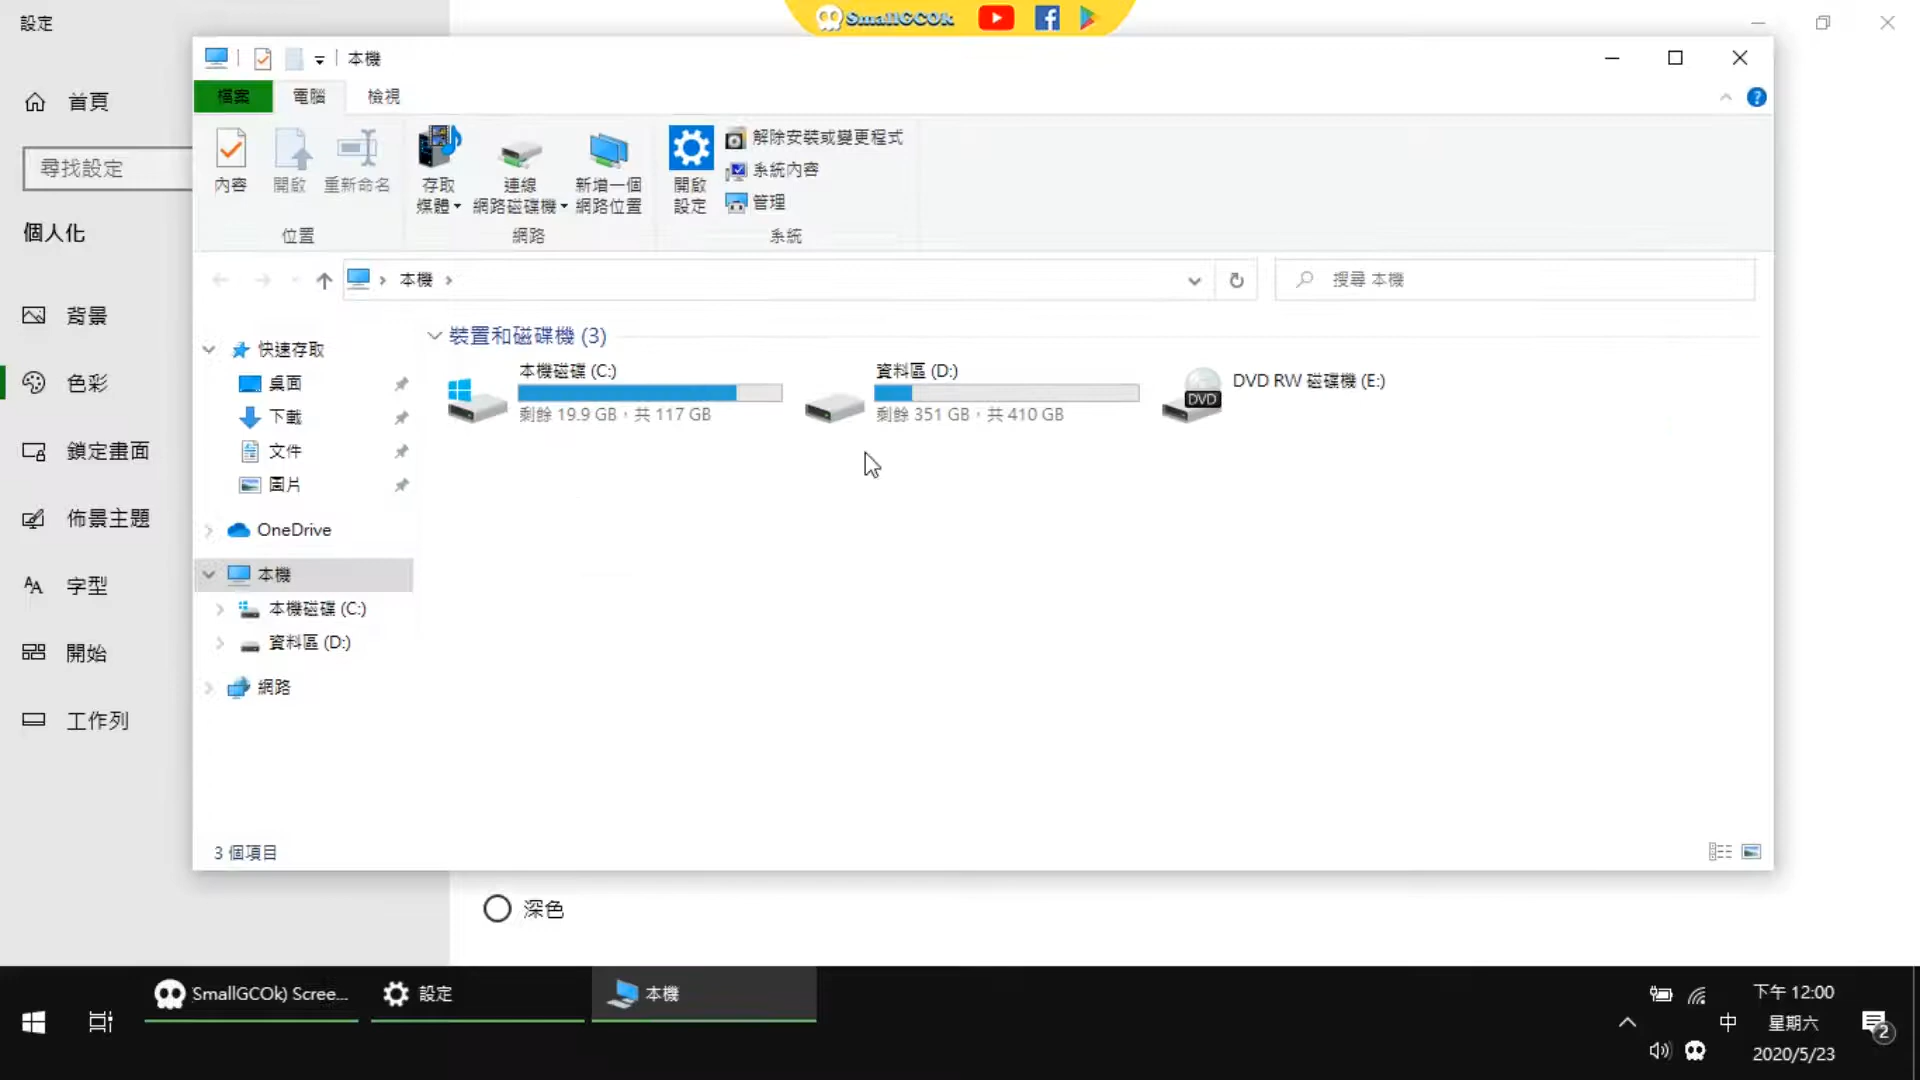 設定
SmallGCOk
本機
檔案
電腦
檢視
首頁
尋找設定
個人化
背景
色彩
鎖定畫面
佈景主題
字型
開始
工作列
內容
開啟
重新命名
位置
存取
媒體
連線
網路磁碟機
新增一個
網路位置
網路
開啟
設定
解除安裝或變更程式
系統內容
管理
系統
本機
搜尋 本機
快速存取
桌面
下載
文件
圖片
OneDrive
本機
本機磁碟 (C:)
資料區 (D:)
網路
裝置和磁碟機 (3)
本機磁碟 (C:)
剩餘 19.9 GB，共 117 GB
資料區 (D:)
剩餘 351 GB，共 410 GB
DVD
DVD RW 磁碟機 (E:)
3 個項目
深色
SmallGCOk) Scree...
設定
本機
中
下午 12:00
星期六
2020/5/23
2